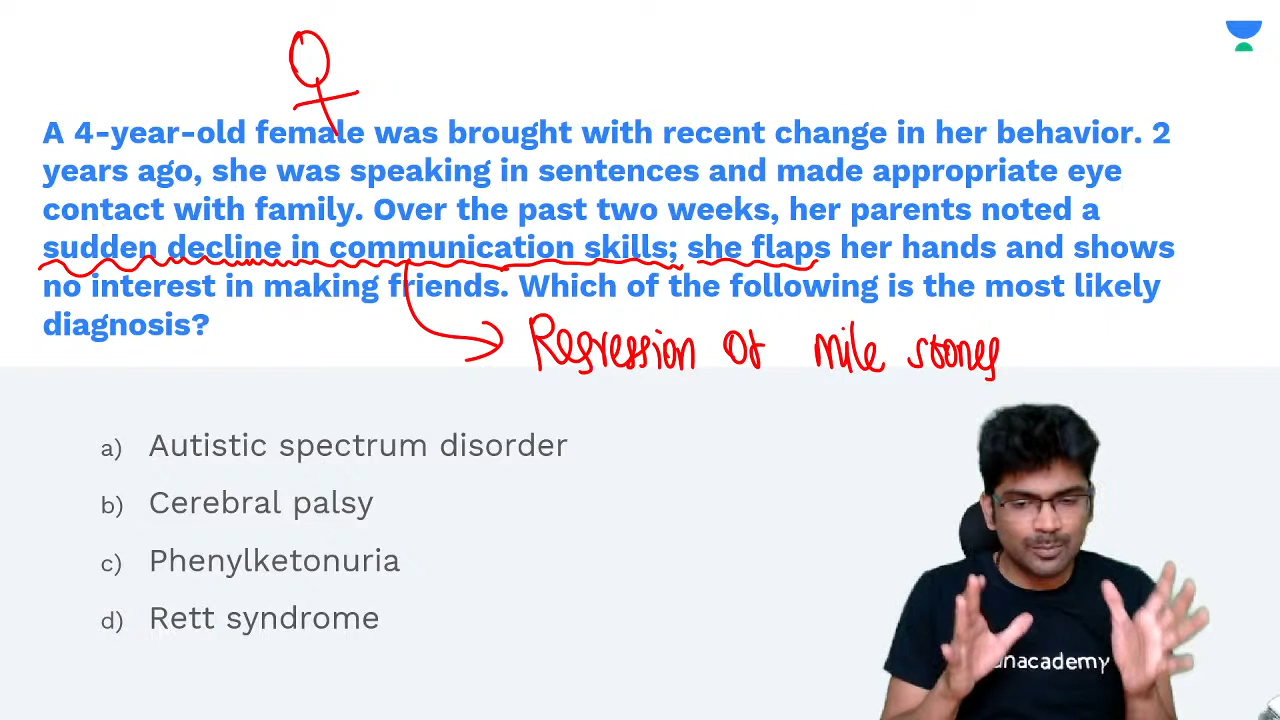 A 4-year-old female was brought with recent change in her behavior. 2
years ago, she was speaking in sentences and made appropriate eye
contact with family. Over the past two weeks, her parents noted a
sudden decline in communication skills; she flaps her hands and shows
no interest in making friends. Which of the following is the most likely
diagnosis?
Regression of mile stones
a) Autistic spectrum disorder
b) Cerebral palsy
c) Phenylketonuria
d) Rett syndrome
unacademy